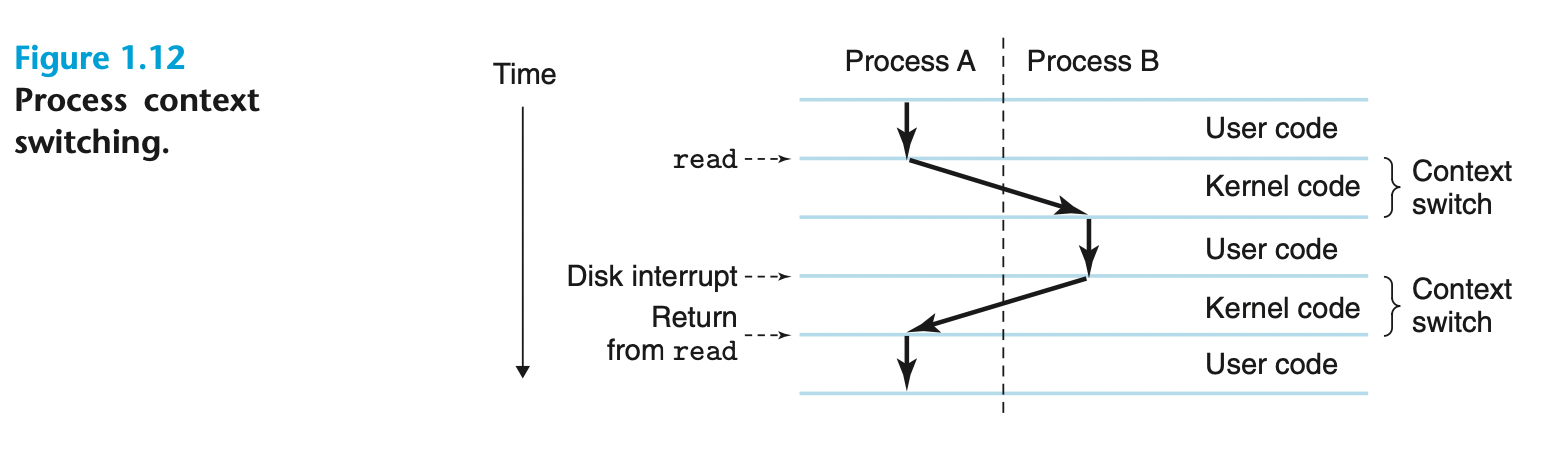 Figure 1.12
Process context
switching.
Time
Process A
Process B
User code
read
Kernel code
Context
switch
User code
Disk interrupt
Kernel code
Context
switch
Return
from read
User code